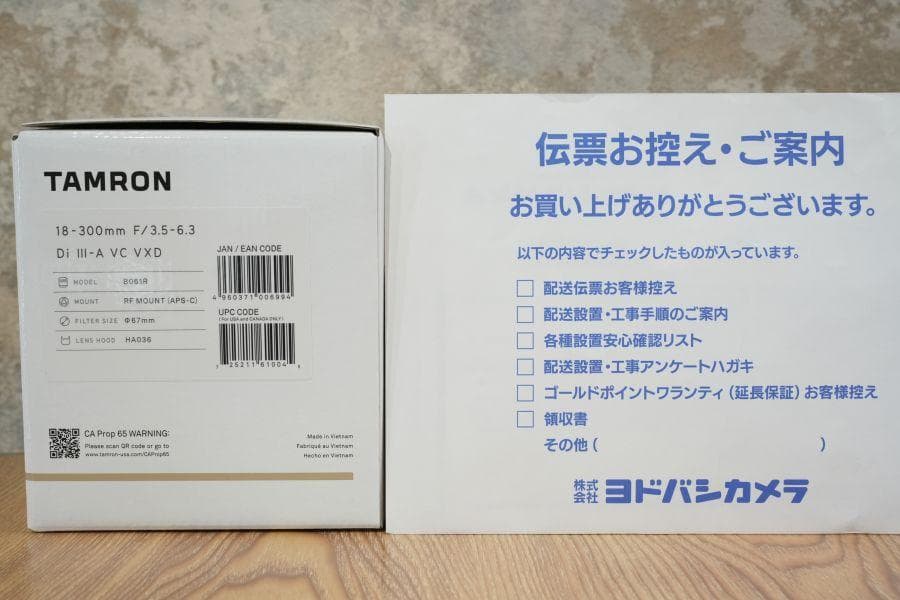 TAMRON
18-300mm F/3.5-6.3
Di III-A VC VXD
MODEL B061R
MOUNT RF MOUNT (APS-C)
FILTER SIZE Φ67mm
LENS HOOD HA036
JAN / EAN CODE
4 960371 006994
UPC CODE
(For USA and CANADA ONLY)
7 25211 61004
CA Prop 65 WARNING:
Please scan QR code or go to
www.tamron-usa.com/CAProp65
Made in Vietnam
Fabriqué au Vietnam
Hecho en Vietnam
伝票お控え・ご案内
お買い上げありがとうございます。
以下の内容でチェックしたものが入っています。
配送伝票お客様控え
配送設置・工事手順のご案内
各種設置安心確認リスト
配送設置・工事アンケートハガキ
ゴールドポイントワランティ(延長保証)お客様控え
領収書
その他( )
株式会社 ヨドバシカメラ